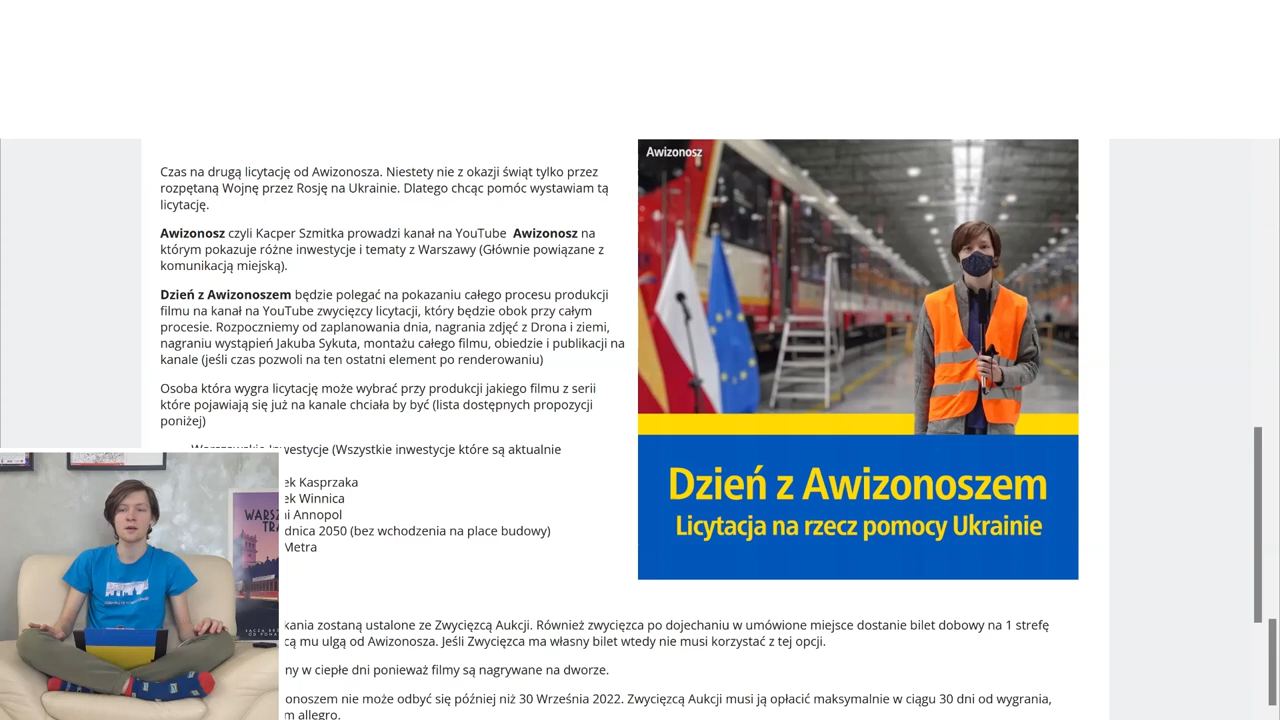 Czas na drugą licytację od Awizonosza. Niestety nie z okazji świąt tylko przez
rozpętaną Wojnę przez Rosję na Ukrainie. Dlatego chcąc pomóc wystawiam tą
licytację.
Awizonosz czyli Kacper Szmitka prowadzi kanał na YouTube Awizonosz na
którym pokazuje różne inwestycje i tematy z Warszawy (Głównie powiązane z
komunikacją miejską).
Dzień z Awizonoszem będzie polegać na pokazaniu całego procesu produkcji
filmu na kanał na YouTube zwycięzcy licytacji, który będzie obok przy całym
procesie. Rozpoczniemy od zaplanowania dnia, nagrania zdjęć z Drona i ziemi,
nagraniu wystąpień Jakuba Sykuta, montażu całego filmu, obiedzie i publikacji na
kanale (jeśli czas pozwoli na ten ostatni element po renderowaniu)
Osoba która wygra licytację może wybrać przy produkcji jakiego filmu z serii
które pojawiają się już na kanale chciała by być (lista dostępnych propozycji
poniżej)
westycje (Wszystkie inwestycje które są aktualnie
ek Kasprzaka
ek Winnica
ni Annopol
dnica 2050 (bez wchodzenia na place budowy)
Metra
kania zostaną ustalone ze Zwycięzcą Aukcji. Również zwycięzca po dojechaniu w umówione miejsce dostanie bilet dobowy na 1 strefę
cą mu ulgą od Awizonosza. Jeśli Zwycięzca ma własny bilet wtedy nie musi korzystać z tej opcji.
ny w ciepłe dni ponieważ filmy są nagrywane na dworze.
onoszem nie może odbyć się później niż 30 Września 2022. Zwycięzcą Aukcji musi ją opłacić maksymalnie w ciągu 30 dni od wygrania,
m allegro.
Awizonosz
Dzień z Awizonoszem
Licytacja na rzecz pomocy Ukrainie